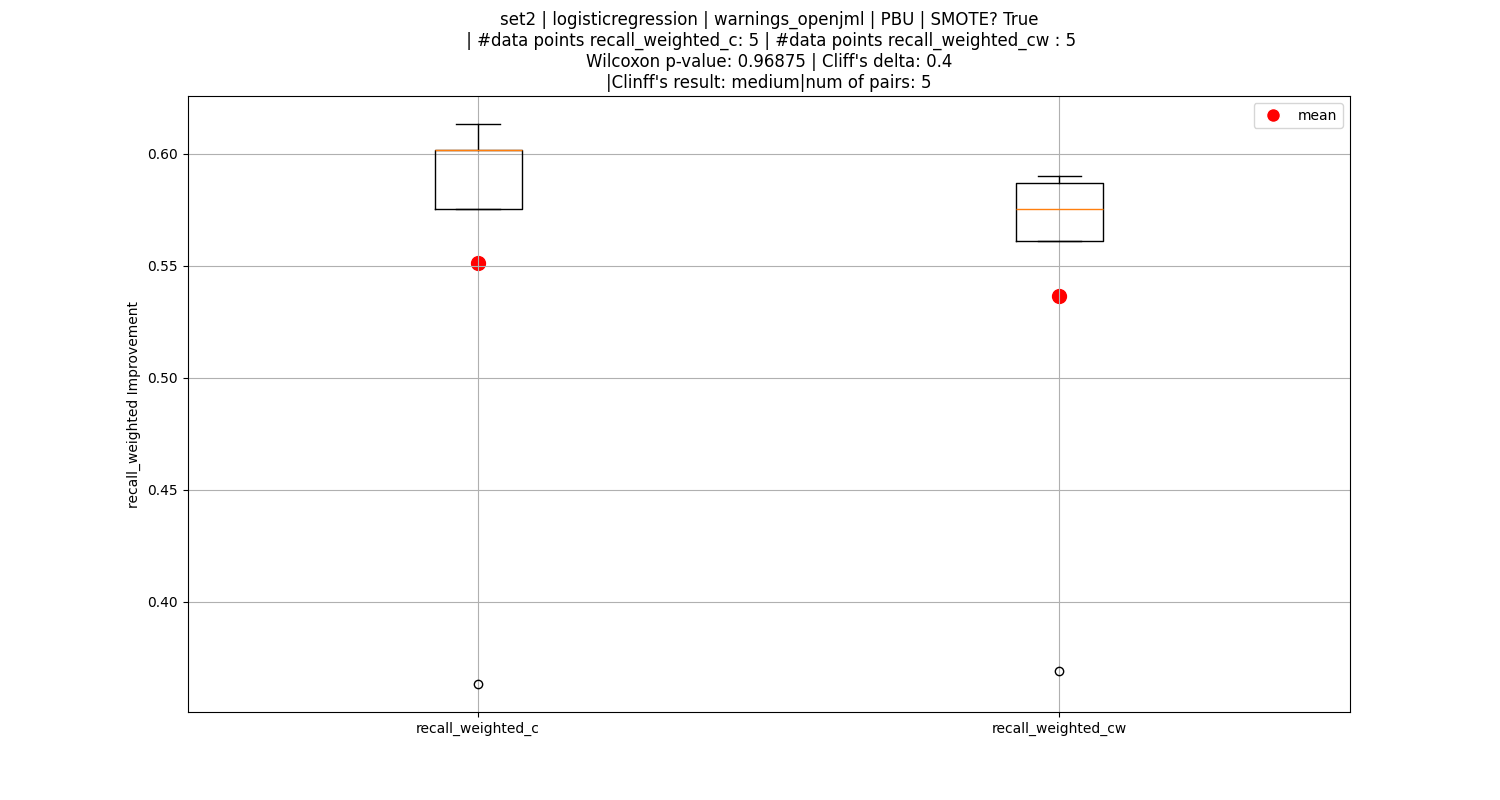 set2 | logisticregression | warnings_openjml | PBU | SMOTE? True
| #data points recall_weighted_c: 5 | #data points recall_weighted_cw : 5
Wilcoxon p-value: 0.96875 | Cliff's delta: 0.4
|Clinff's result: medium|num of pairs: 5
mean
0.60
0.55
0.50
0.45
0.40
recall_weighted Improvement
recall_weighted_c
recall_weighted_cw